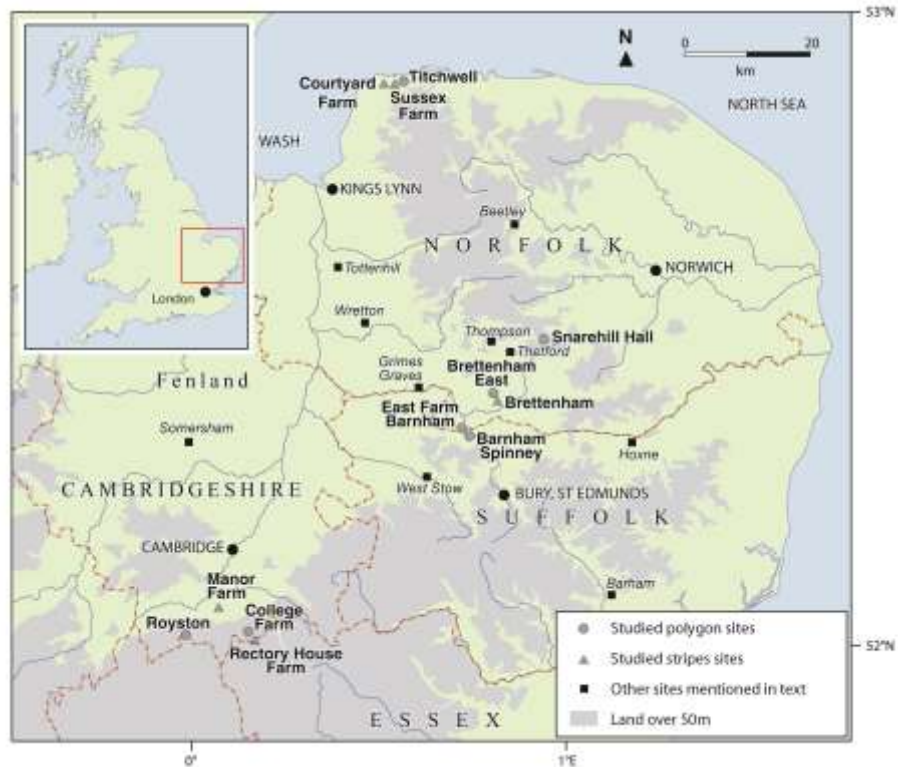 53°N
N
0 20
km
NORTH SEA
Titchwell
Courtyard
Farm
Sussex
Farm
WASH
KINGS LYNN
Beetley
NORFOLK
Tottenhill
NORWICH
London
Wretton
Thompson
Snarehill Hall
Thetford
Fenland
Grimes
Graves
Brettenham
East
Brettenham
East Farm
Barnham
Barnham
Spinney
Somersham
Hoxne
West Stow
CAMBRIDGESHIRE
BURY, ST EDMUNDS
SUFFOLK
CAMBRIDGE
Manor
Farm
Barham
Royston
College
Farm
Rectory House
Farm
Studied polygon sites
Studied stripes sites
Other sites mentioned in text
Land over 50m
52°N
ESSEX
0°
1°E